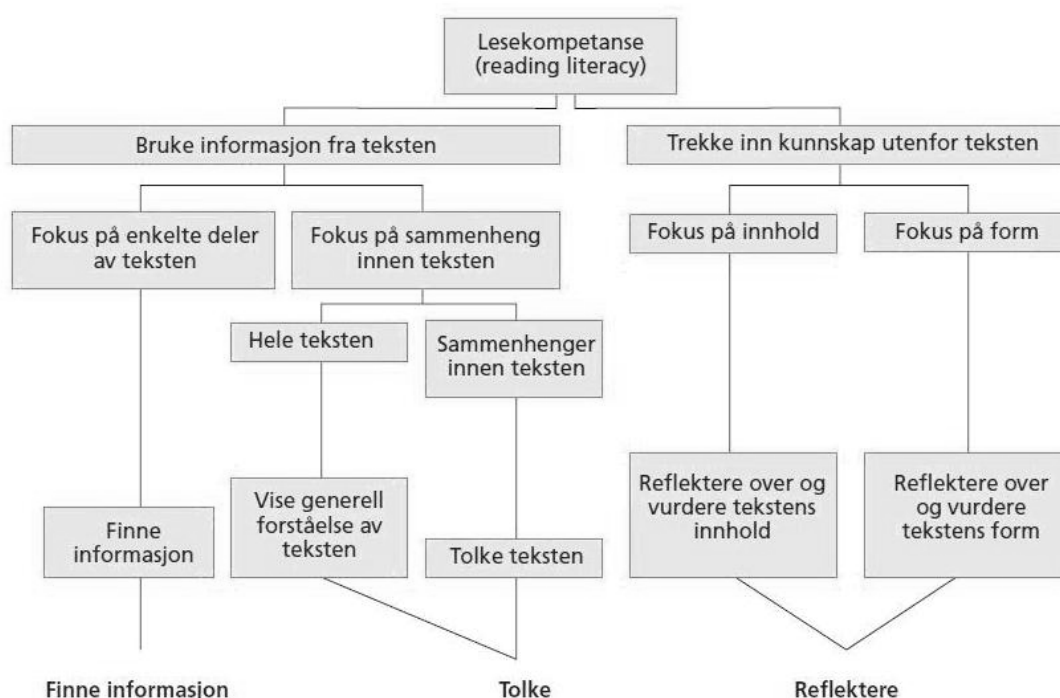 Lesekompetanse
(reading literacy)
Bruke informasjon fra teksten
Trekke inn kunnskap utenfor teksten
Fokus på enkelte deler
av teksten
Fokus på sammenheng
innen teksten
Fokus på innhold
Fokus på form
Hele teksten
Sammenhenger
innen teksten
Finne
informasjon
Vise generell
forståelse av
teksten
Tolke teksten
Reflektere over og
vurdere tekstens
innhold
Reflektere over
og vurdere
tekstens form
Finne informasjon
Tolke
Reflektere